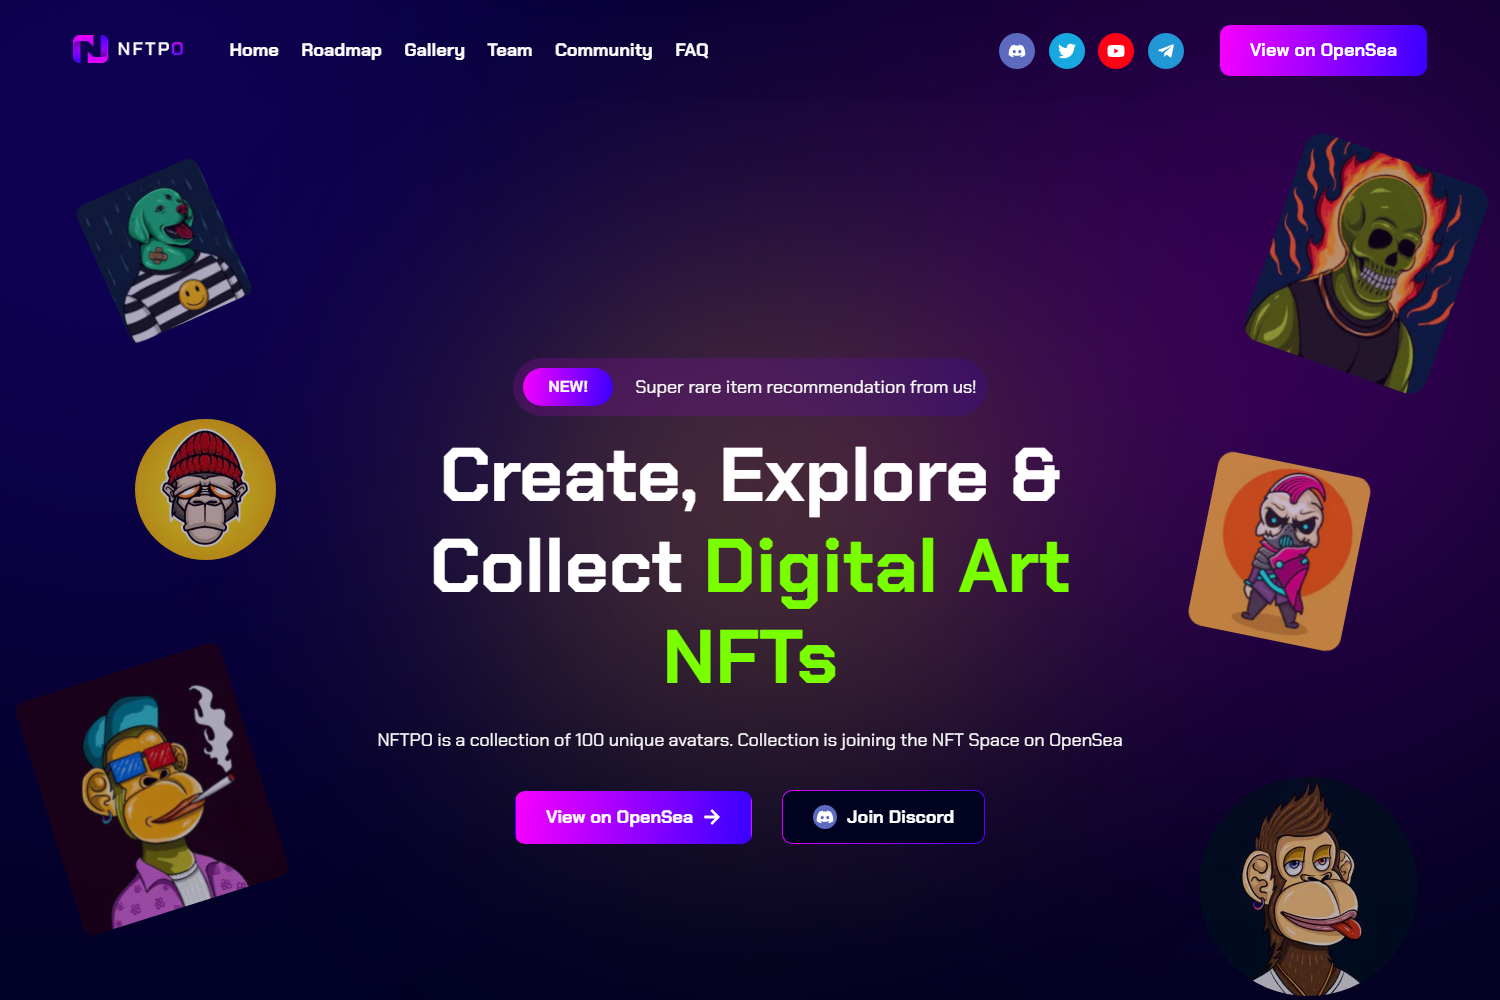 NFTPO
Home Roadmap Gallery Team Community FAQ
View on OpenSea
NEW! Super rare item recommendation from us!
Create, Explore &
Collect Digital Art
NFTs
NFTPO is a collection of 100 unique avatars. Collection is joining the NFT Space on OpenSea
View on OpenSea
Join Discord